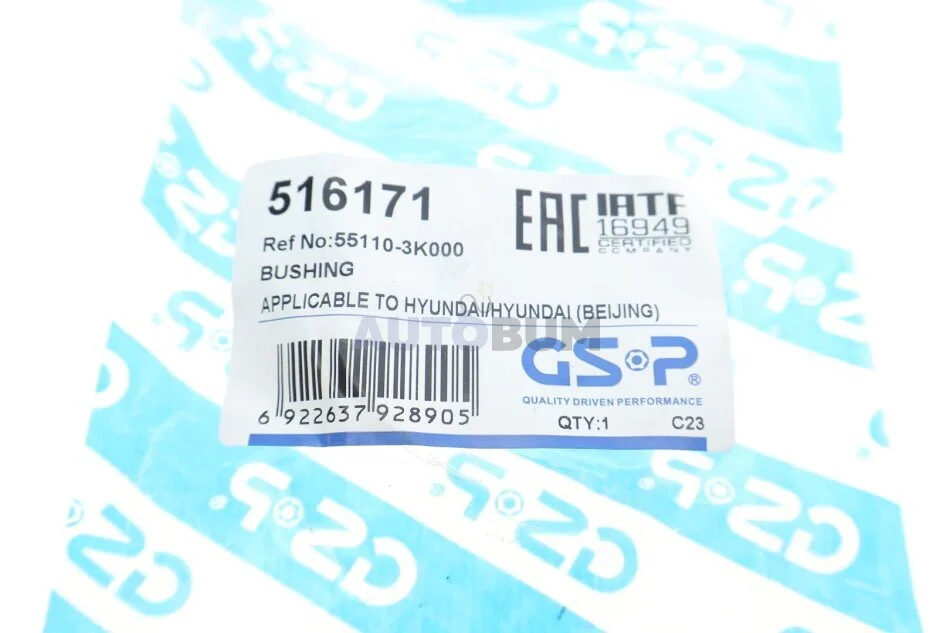 516171
EAC
IATF
16949
CERTIFIED
COMPANY
Ref No:55110-3K000
BUSHING
APPLICABLE TO HYUNDAI/HYUNDAI (BEIJING)
AUTOBUM
GSP®
QUALITY DRIVEN PERFORMANCE
6 922637 928905
QTY:1 C23